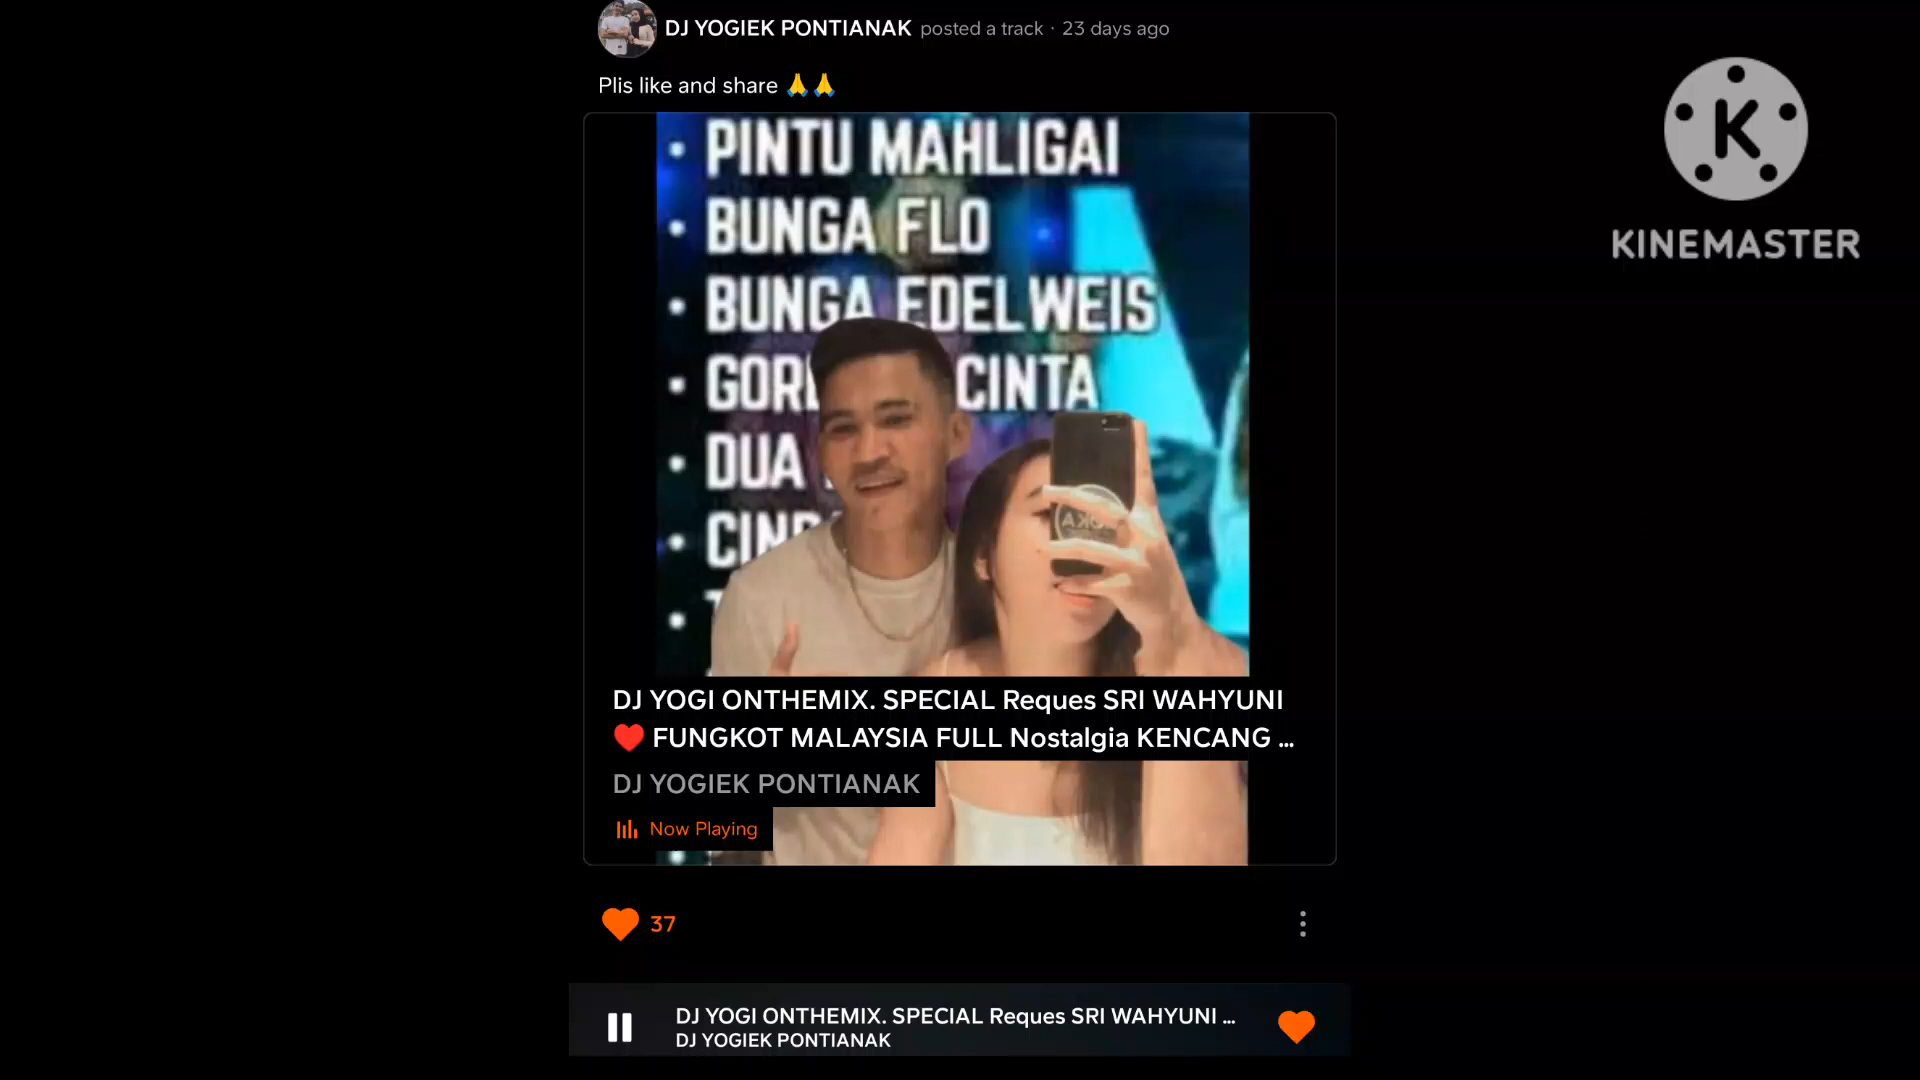 DJ YOGIEK PONTIANAK posted a track · 23 days ago
Plis like and share 🙏🙏
KINEMASTER
• PINTU MAHLIGAI
• BUNGA FLO
• BUNGA EDELWEIS
• CINTA
• DUA
DJ YOGI ONTHEMIX. SPECIAL Reques SRI WAHYUNI
❤️ FUNGKOT MALAYSIA FULL Nostalgia KENCANG ...
DJ YOGIEK PONTIANAK
Now Playing
37
DJ YOGI ONTHEMIX. SPECIAL Reques SRI WAHYUNI ...
DJ YOGIEK PONTIANAK